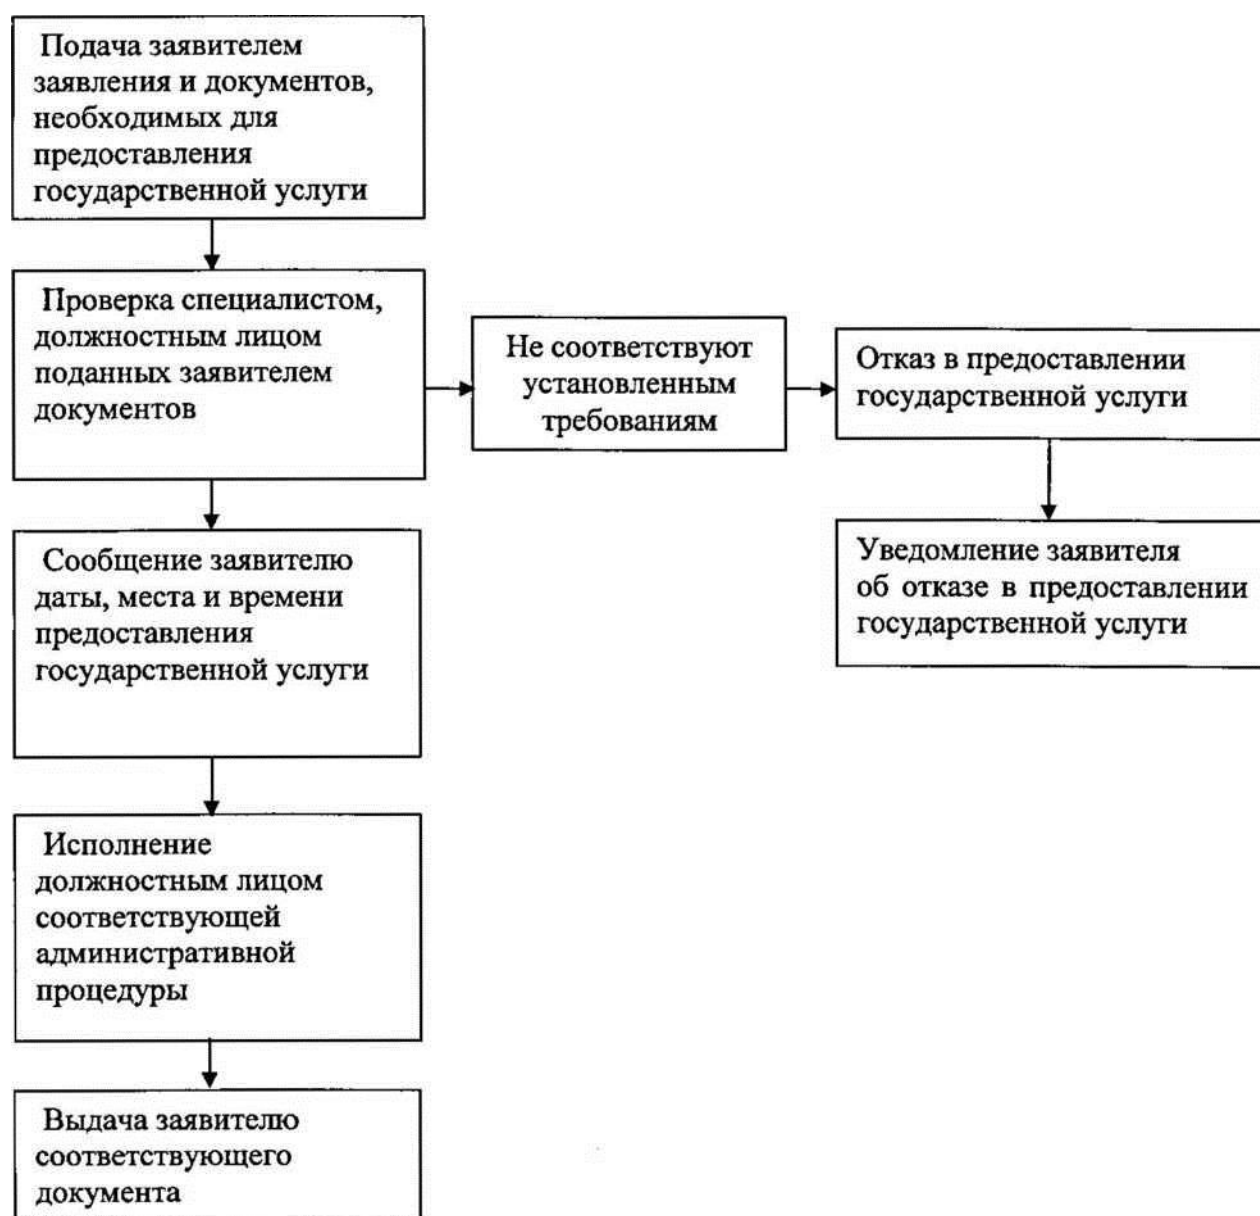 Подача заявителем
заявления и документов,
необходимых для
предоставления
государственной услуги
Проверка специалистом,
должностным лицом
поданных заявителем
документов
Не соответствуют
установленным
требованиям
Отказ в предоставлении
государственной услуги
Уведомление заявителя
об отказе в предоставлении
государственной услуги
Сообщение заявителю
даты, места и времени
предоставления
государственной услуги
Исполнение
должностным лицом
соответствующей
административной
процедуры
Выдача заявителю
соответствующего
документа